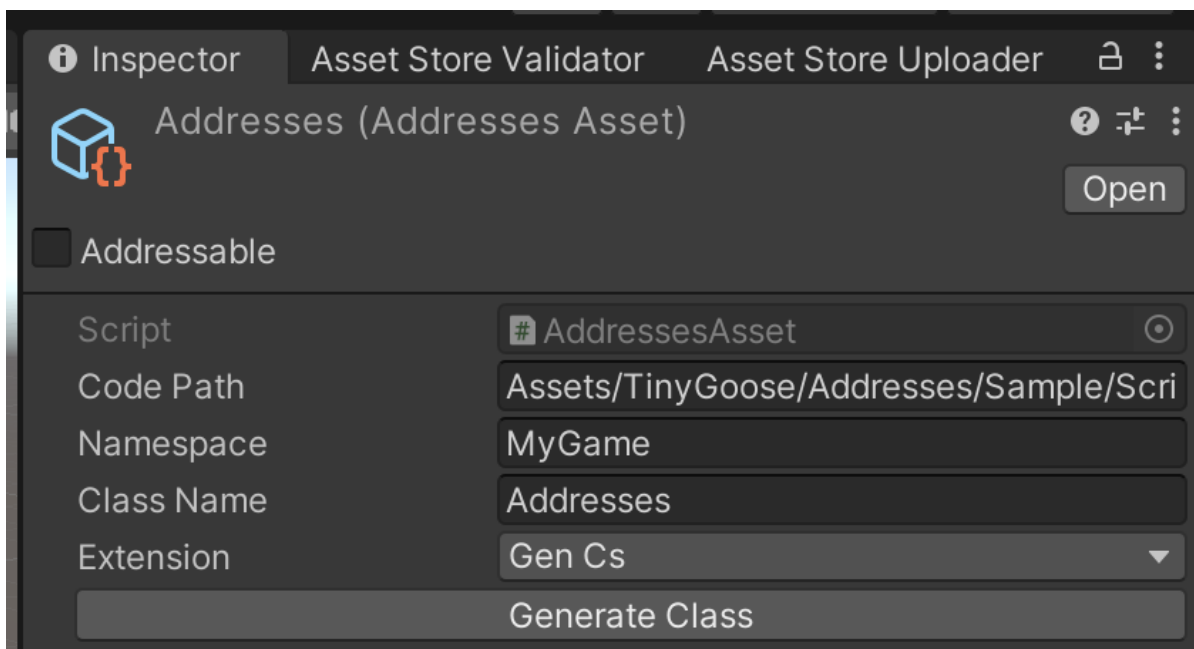 Inspector Asset Store Validator Asset Store Uploader
Addresses (Addresses Asset)
Open
Addressable
Script # AddressesAsset
Code Path Assets/TinyGoose/Addresses/Sample/Scri
Namespace MyGame
Class Name Addresses
Extension Gen Cs
Generate Class